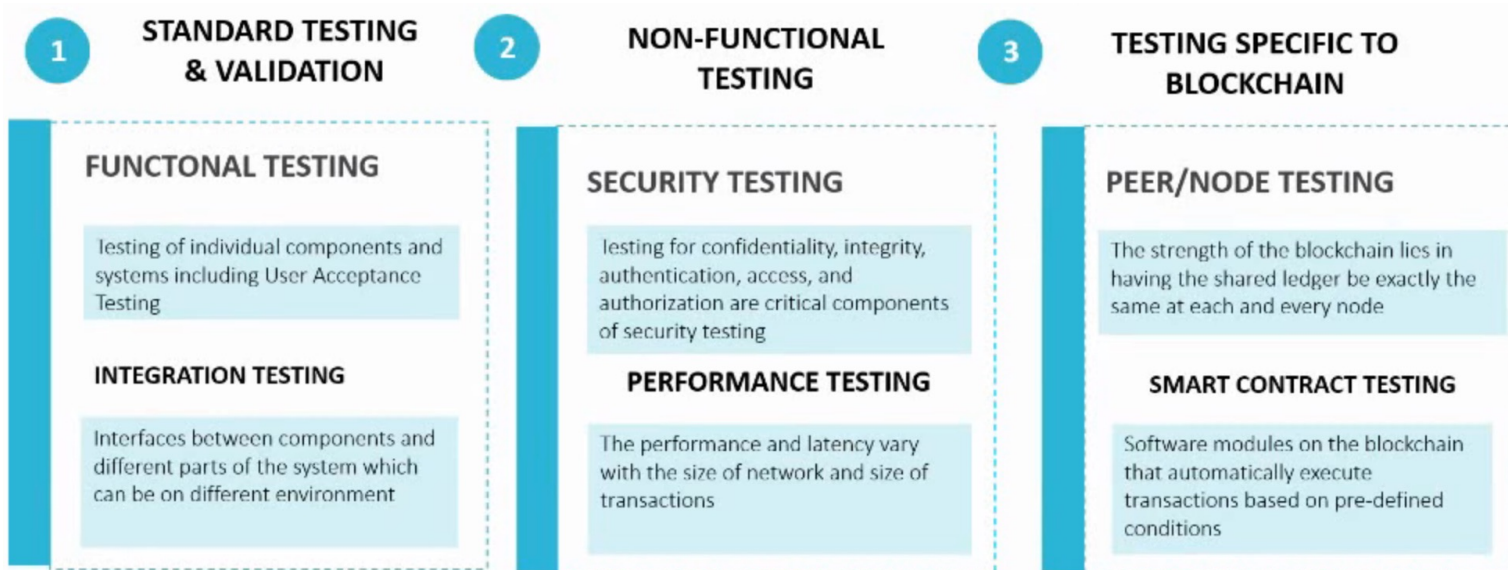 1
STANDARD TESTING
& VALIDATION
FUNCTONAL TESTING
Testing of individual components and
systems including User Acceptance
Testing
INTEGRATION TESTING
Interfaces between components and
different parts of the system which
can be on different environment
2
NON-FUNCTIONAL
TESTING
SECURITY TESTING
Testing for confidentiality, integrity,
authentication, access, and
authorization are critical components
of security testing
PERFORMANCE TESTING
The performance and latency vary
with the size of network and size of
transactions
3
TESTING SPECIFIC TO
BLOCKCHAIN
PEER/NODE TESTING
The strength of the blockchain lies in
having the shared ledger be exactly the
same at each and every node
SMART CONTRACT TESTING
Software modules on the blockchain
that automatically execute
transactions based on pre-defined
conditions